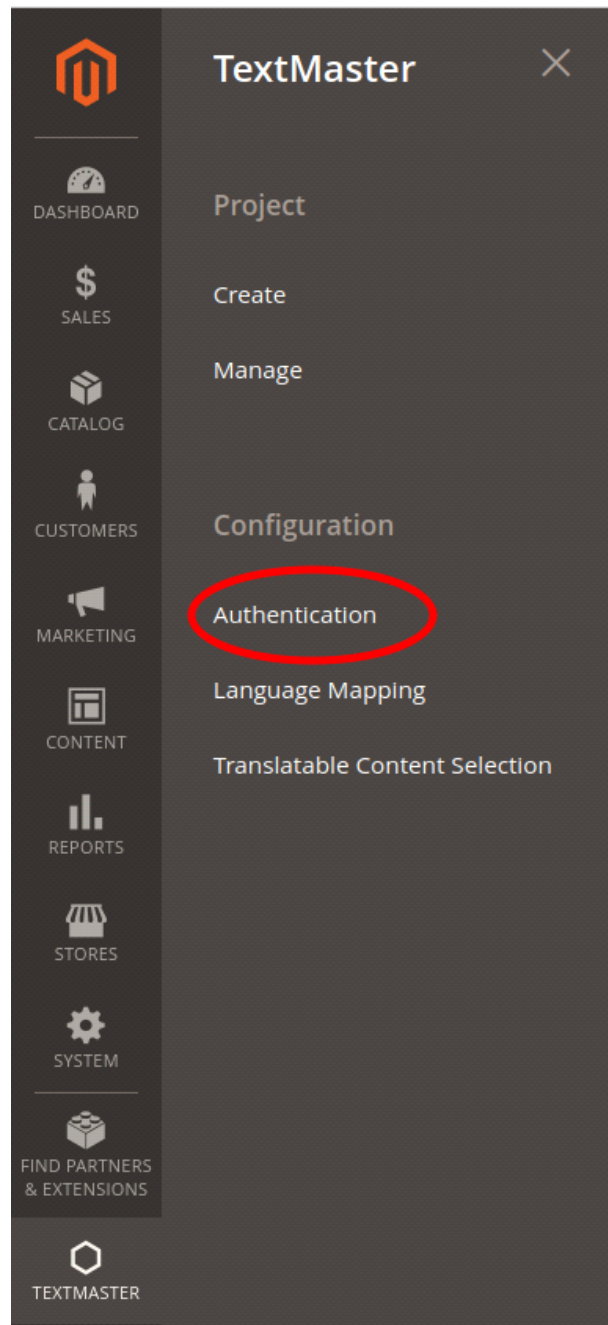 DASHBOARD
SALES
CATALOG
CUSTOMERS
MARKETING
CONTENT
REPORTS
STORES
SYSTEM
FIND PARTNERS
& EXTENSIONS
TEXTMASTER
TextMaster
Project
Create
Manage
Configuration
Authentication
Language Mapping
Translatable Content Selection